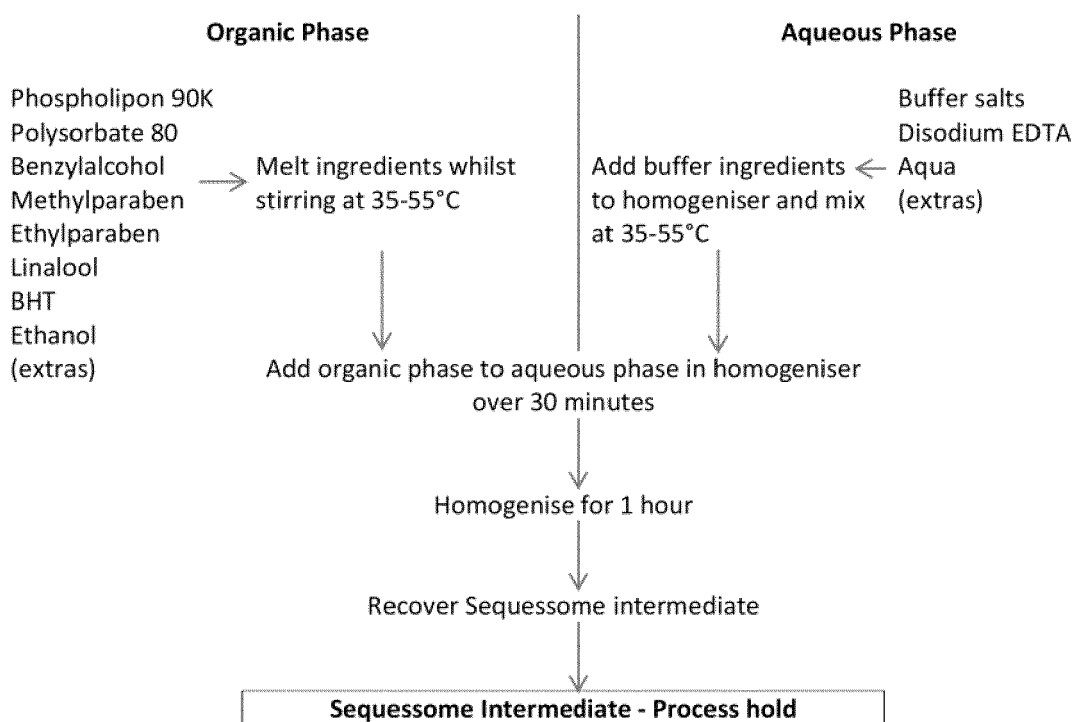 Organic Phase
Aqueous Phase
Phospholipon 90K
Polysorbate 80
Benzylalcohol
Methylparaben
Ethylparaben
Linalool
BHT
Ethanol
(extras)
Melt ingredients whilst
stirring at 35-55°C
Add buffer ingredients
to homogeniser and mix
at 35-55°C
Buffer salts
Disodium EDTA
Aqua
(extras)
Add organic phase to aqueous phase in homogeniser
over 30 minutes
Homogenise for 1 hour
Recover Sequessome intermediate
Sequessome Intermediate - Process hold